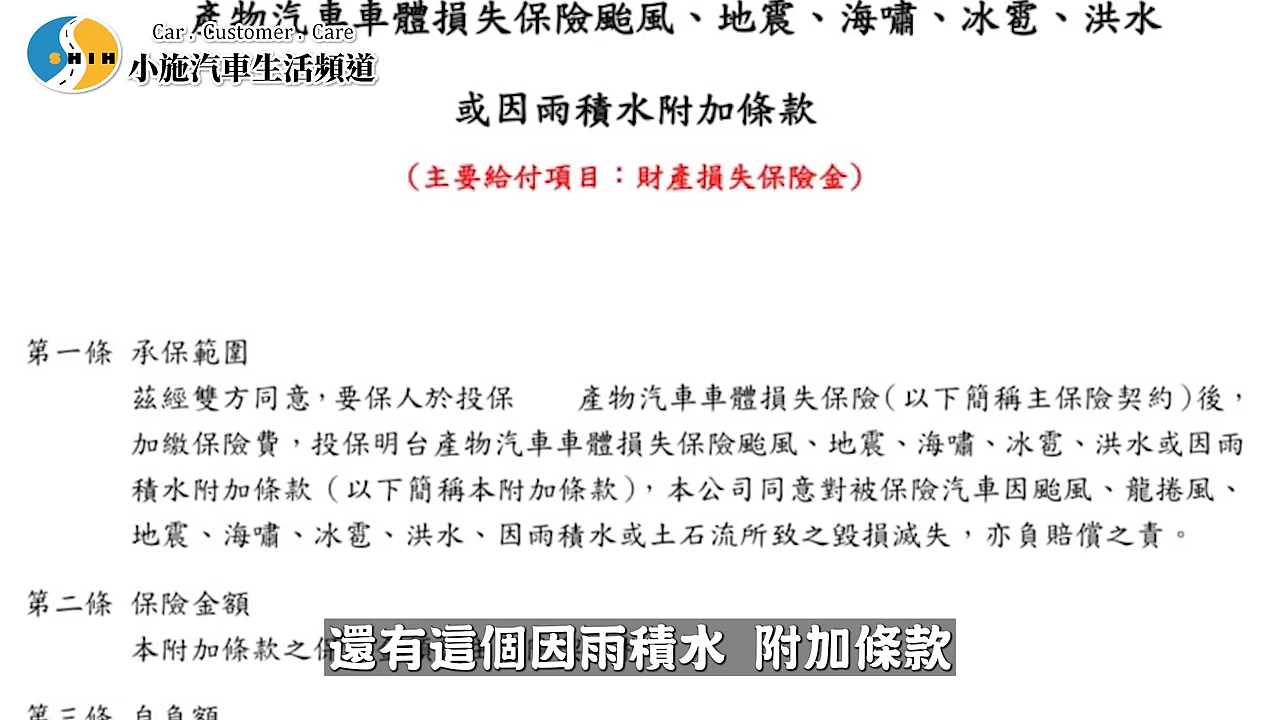 產物汽車車體損失保險颱風、地震、海嘯、冰雹、洪水
Car . Customer . Care
SHIH
小施汽車生活頻道
或因雨積水附加條款
（主要給付項目：財產損失保險金）
第一條 承保範圍
茲經雙方同意，要保人於投保 產物汽車車體損失保險(以下簡稱主保險契約)後，
加繳保險費，投保明台產物汽車車體損失保險颱風、地震、海嘯、冰雹、洪水或因雨
積水附加條款（以下簡稱本附加條款)，本公司同意對被保險汽車因颱風、龍捲風、
地震、海嘯、冰雹、洪水、因雨積水或土石流所致之毀損滅失，亦負賠償之責。
第二條 保險金額
本附加條款之保
還有這個因雨積水 附加條款
第三條 自負額